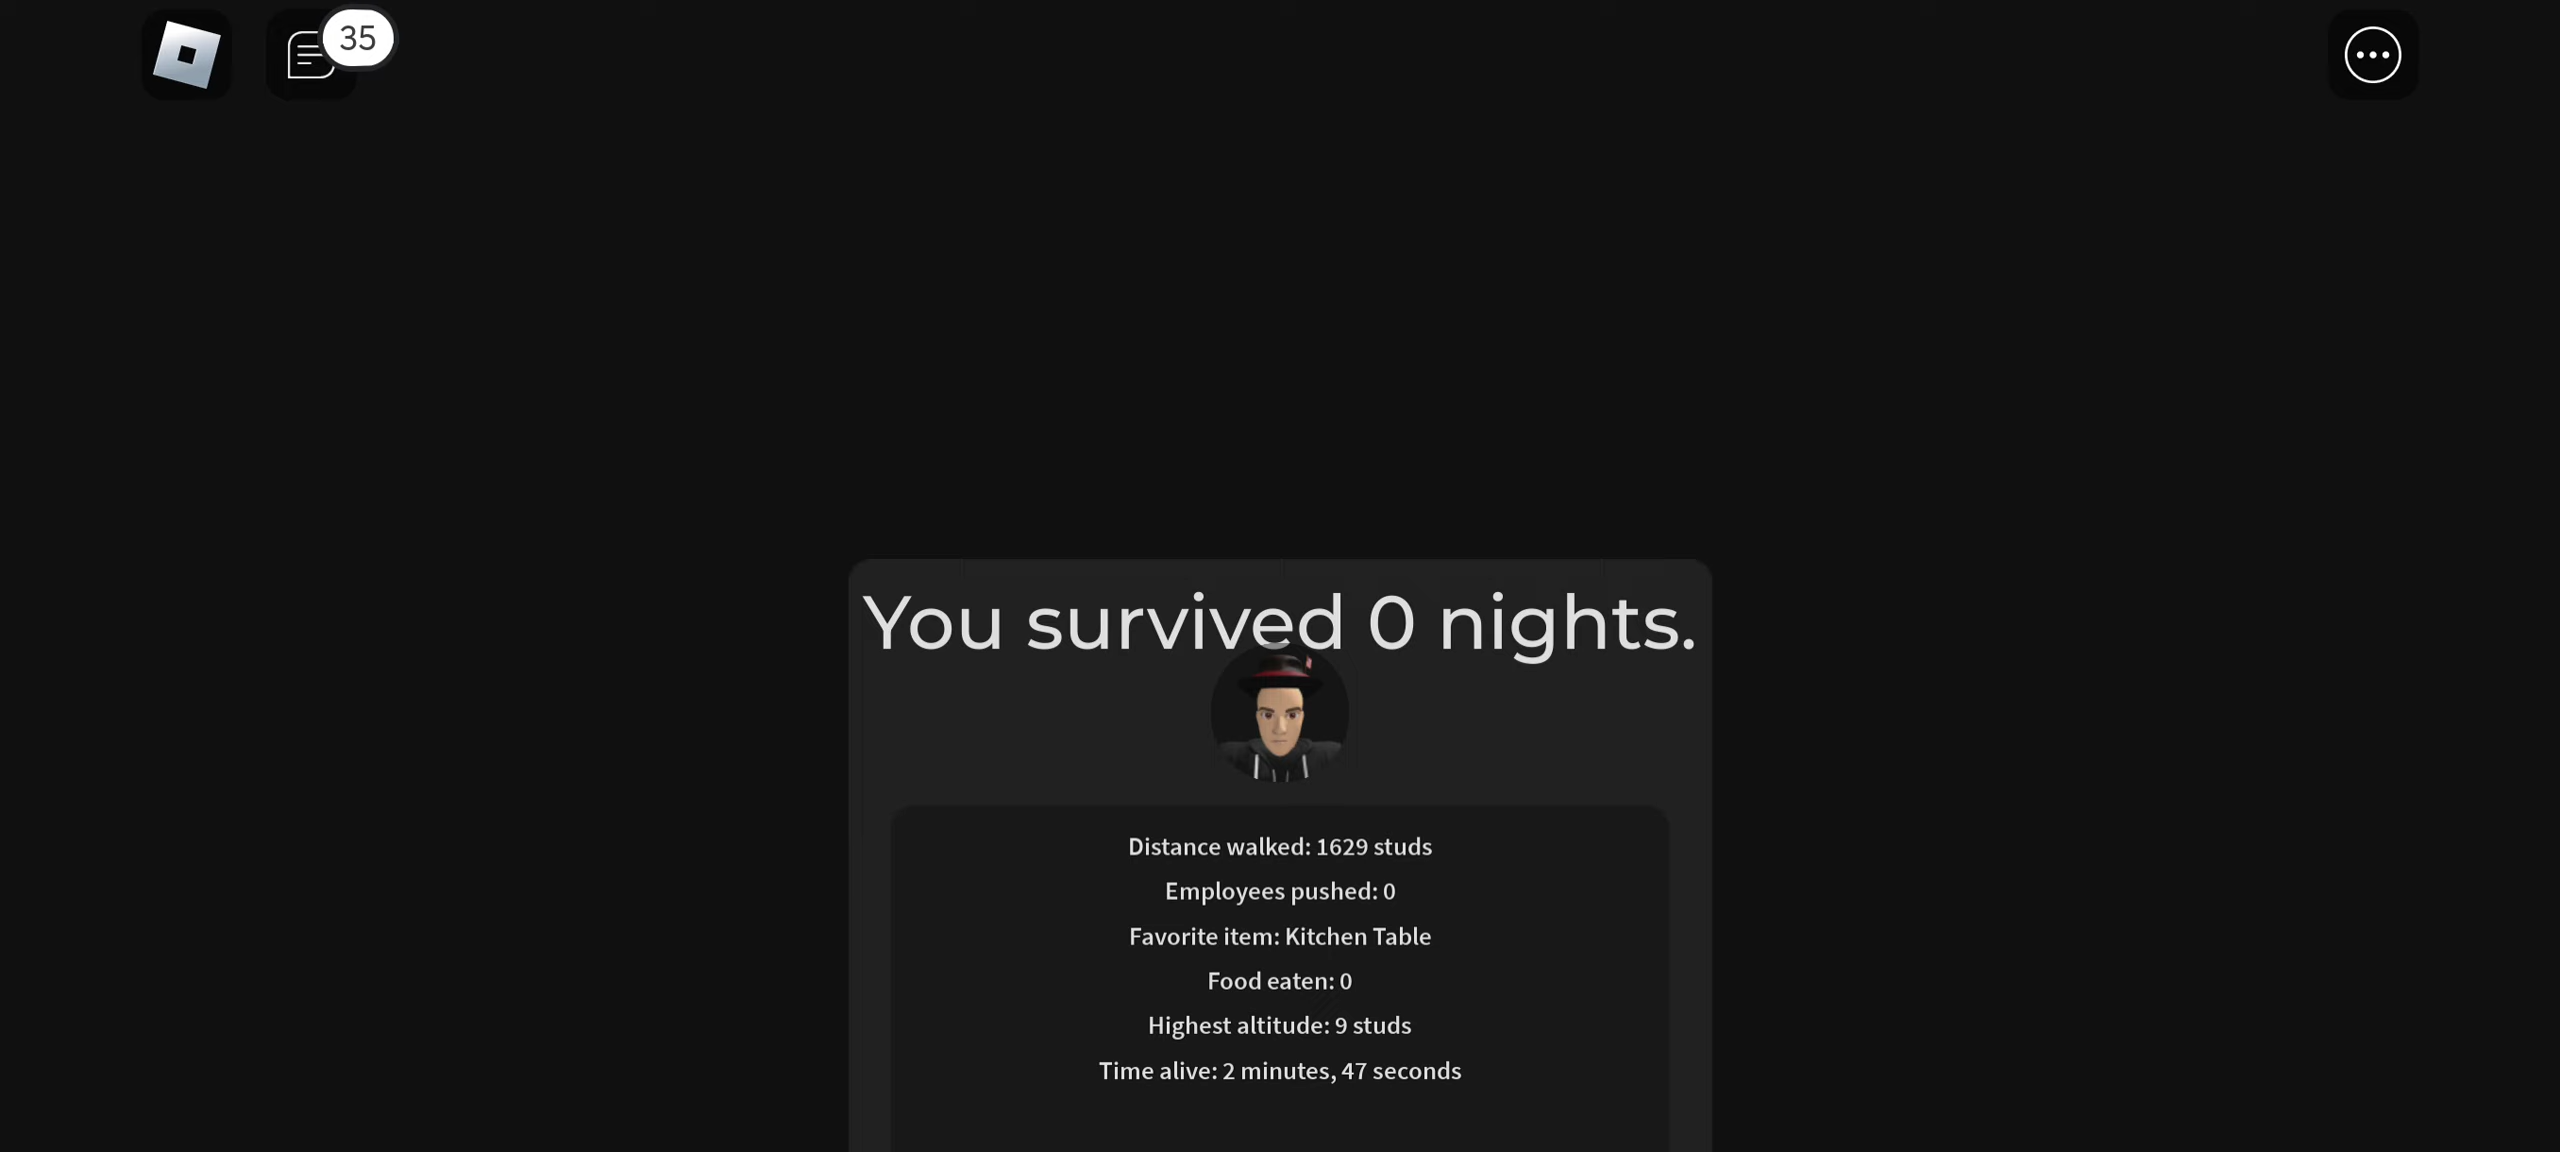 35
You survived 0 nights.
Distance walked: 1629 studs
Employees pushed: 0
Favorite item: Kitchen Table
Food eaten: 0
Highest altitude: 9 studs
Time alive: 2 minutes, 47 seconds